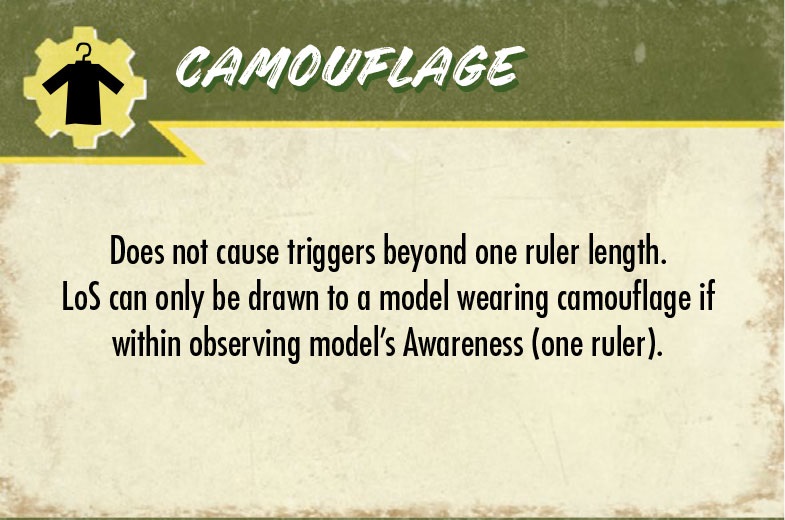 CAMOUFLAGE
Does not cause triggers beyond one ruler length.
LoS can only be drawn to a model wearing camouflage if
within observing model's Awareness (one ruler).